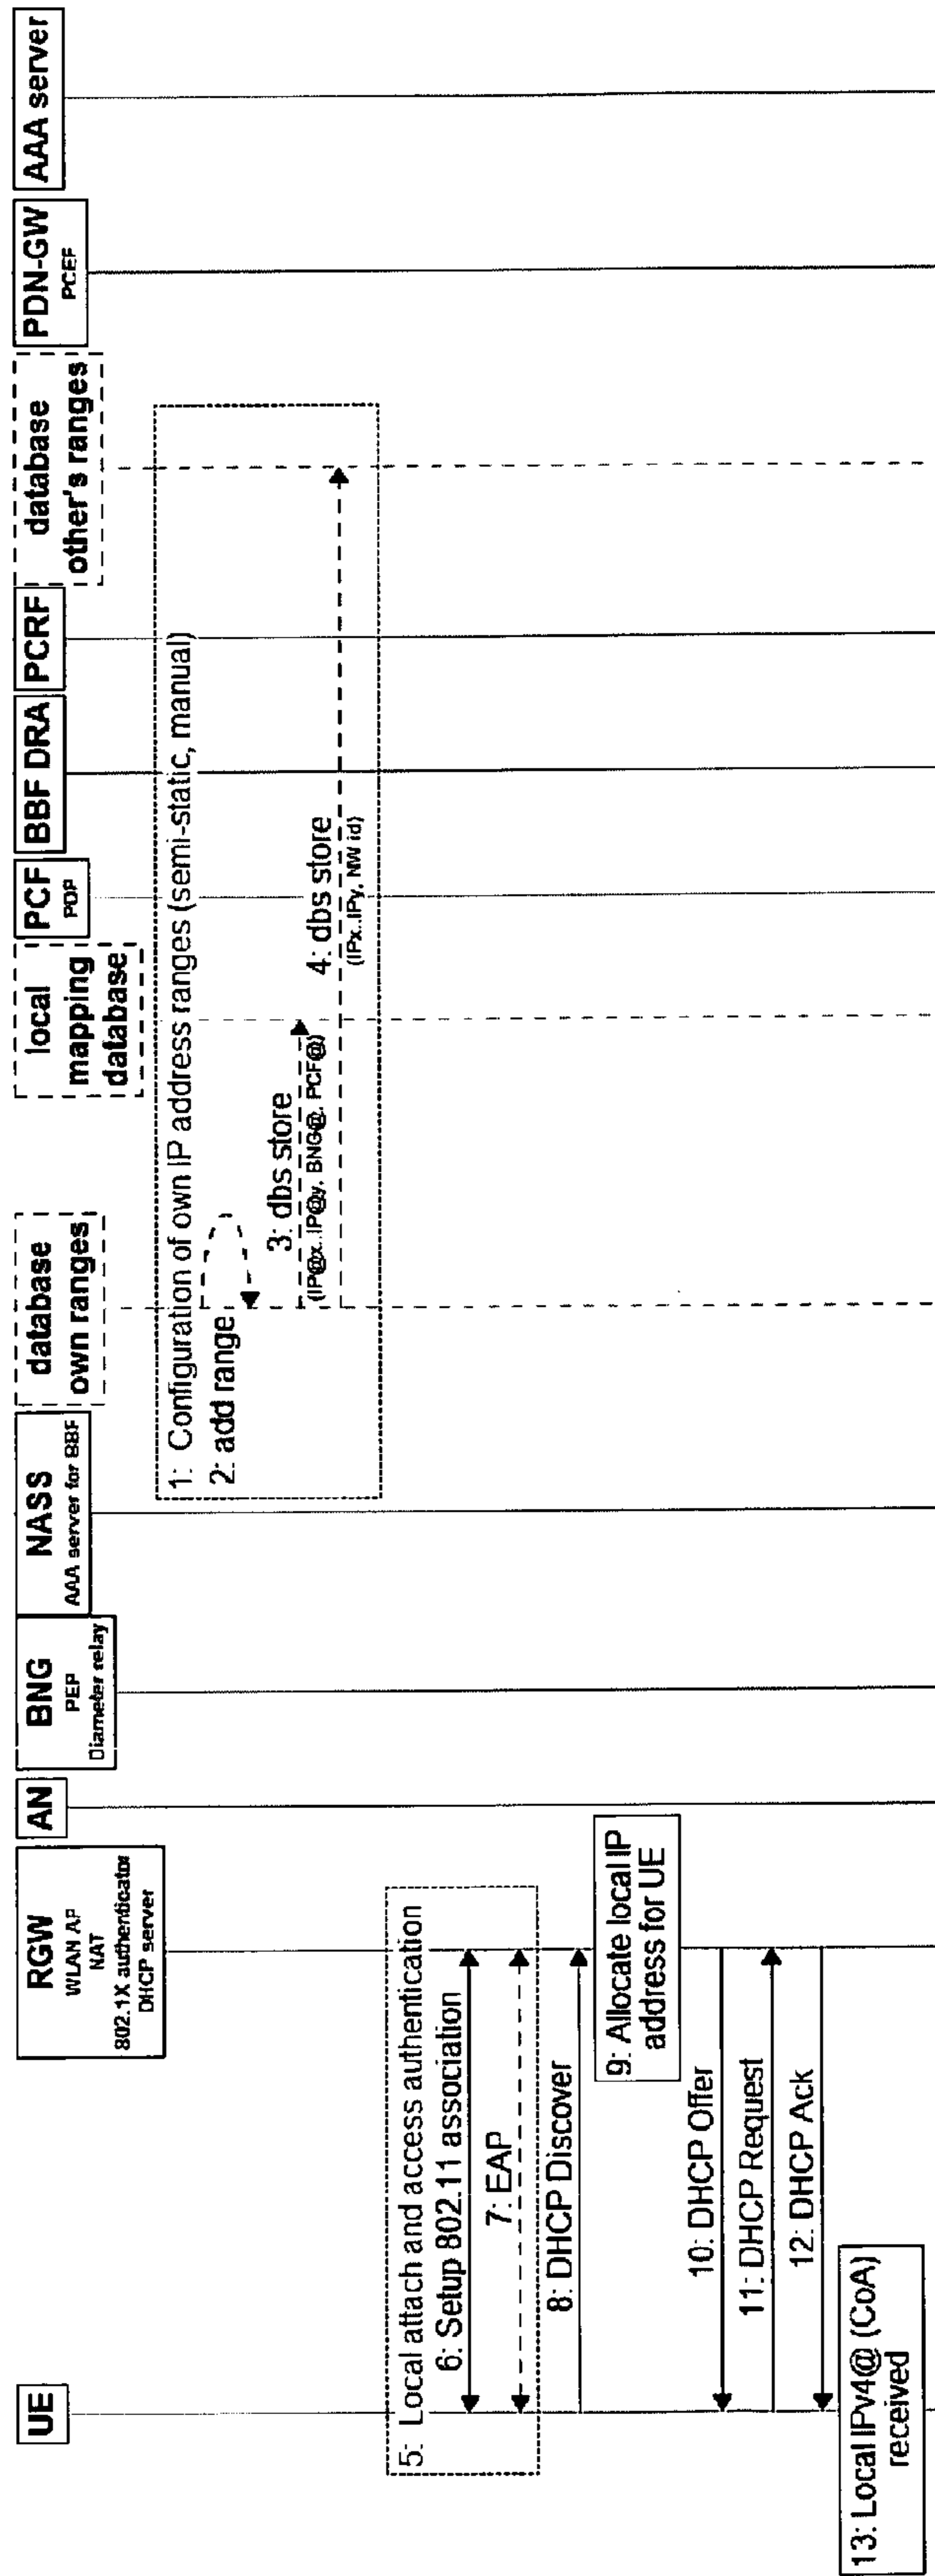 UE
RGW
WLAN AP
NAT
802.1X authenticator
DHCP server
AN
BNG
PEP
Diameter relay
NASS
AAA server for BBF
database
own ranges
local
mapping
database
PCF
PDP
BBF DRA
PCRF
database
other's ranges
PDN-GW
PCEF
AAA server
1: Configuration of own IP address ranges (semi-static, manual)
2: add range
3: dbs store
(IP@x..IP@y, BNG@, PCF@)
4: dbs store
(IPx..IPy, NW id)
5: Local attach and access authentication
6: Setup 802.11 association
7: EAP
8: DHCP Discover
9: Allocate local IP
address for UE
10: DHCP Offer
11: DHCP Request
12: DHCP Ack
13: Local IPv4@ (CoA)
received